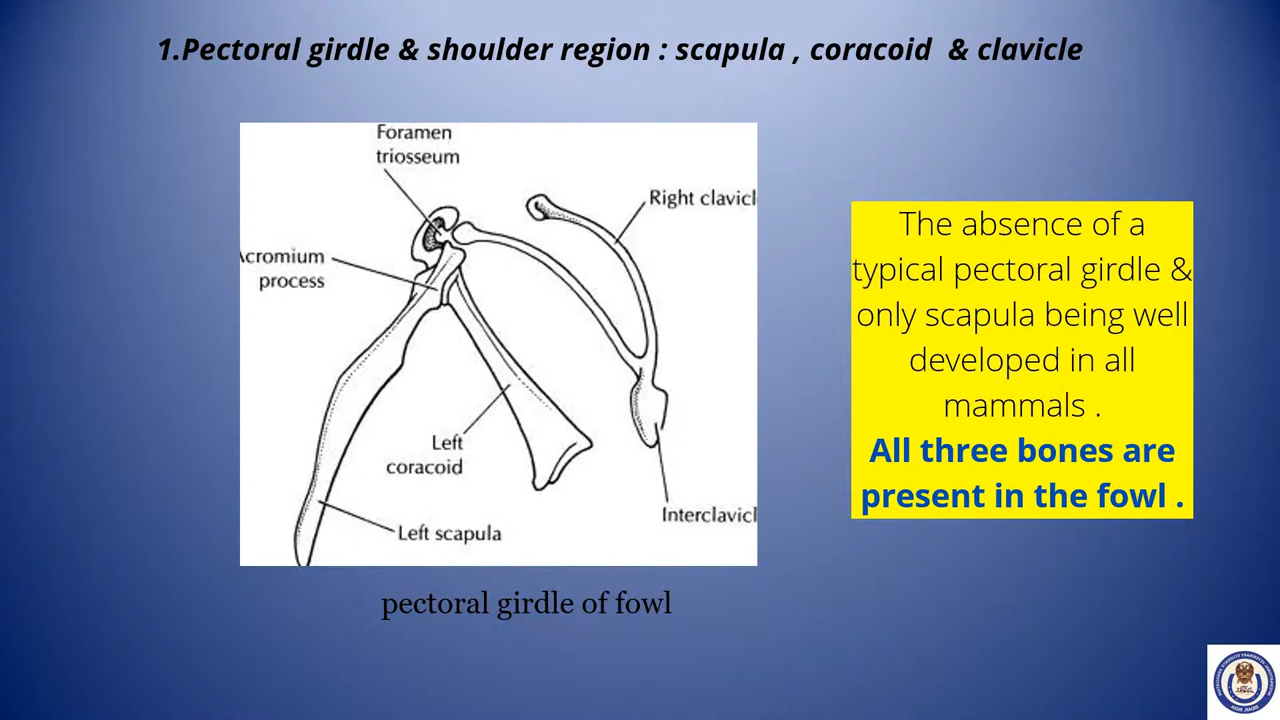 1.Pectoral girdle & shoulder region : scapula , coracoid & clavicle
Foramen
triosseum
Right clavicl
Acromium
process
Left
coracoid
Interclavicl
Left scapula
The absence of a
typical pectoral girdle &
only scapula being well
developed in all
mammals .
All three bones are
present in the fowl .
pectoral girdle of fowl